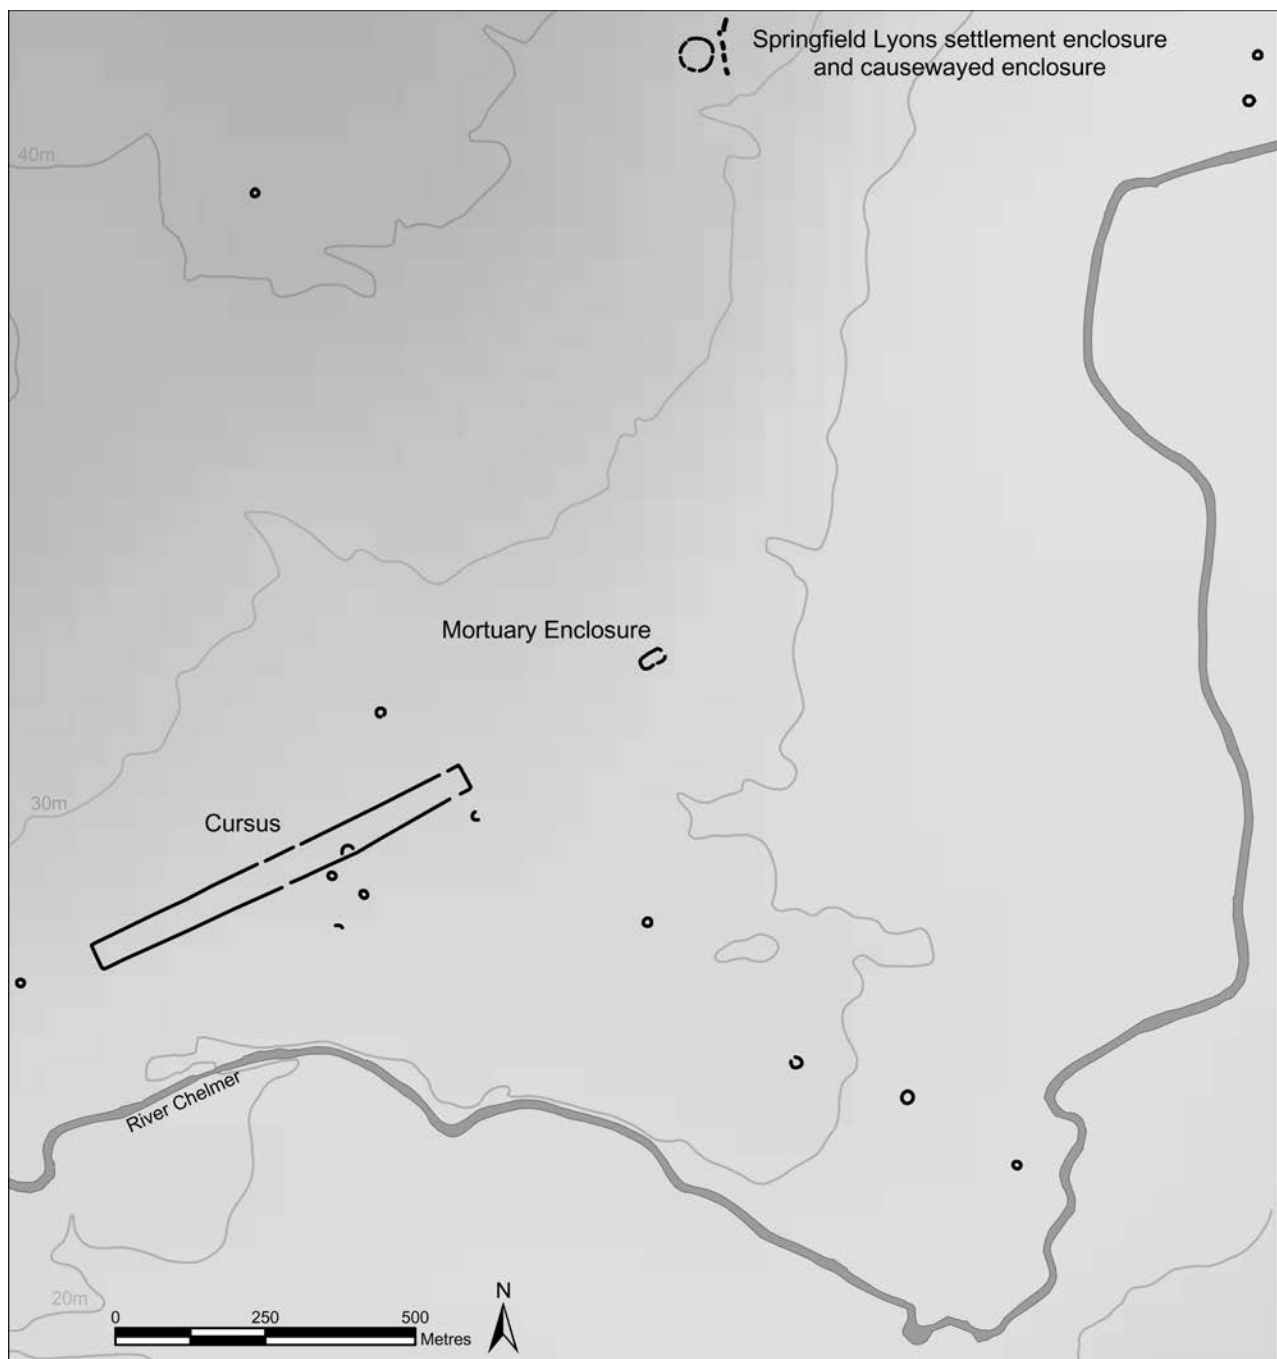 Springfield Lyons settlement enclosure
and causewayed enclosure
40m
Mortuary Enclosure
30m
Cursus
River Chelmer
20m
0 250 500
Metres
N